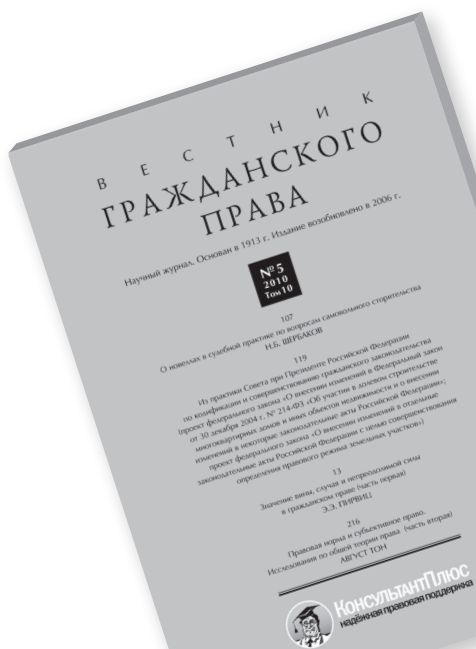 ВЕСТНИК
ГРАЖДАНСКОГО
ПРАВА
Научный журнал. Основан в 1913 г. Издание возобновлено в 2006 г.
№ 5
2010
Том 10
107
О новеллах в судебной практике по вопросам самовольного сторительства
Н.Б. ЩЕРБАКОВ
119
Из практики Совета при Президенте Российской Федерации
по кодификации и совершенствованию гражданского законодательства
(проект федерального закона «О внесении изменений в Федеральный закон
от 30 декабря 2004 г. № 214-ФЗ «Об участии в долевом строительстве
многоквартирных домов и иных объектов недвижимости и о внесении
изменений в некоторые законодательные акты Российской Федерации»;
проект федерального закона «О внесении изменений в отдельные
законодательные акты Российской Федерации с целью совершенствования
определения правового режима земельных участков»)
13
Значение вины, случая и непреодолимой силы
в гражданском праве (часть первая)
Э.Э. ПИРВИЦ
216
Правовая норма и субъективное право.
Исследования по общей теории права (часть вторая)
АВГУСТ ТОН
КонсультантПлюс
надёжная правовая поддержка